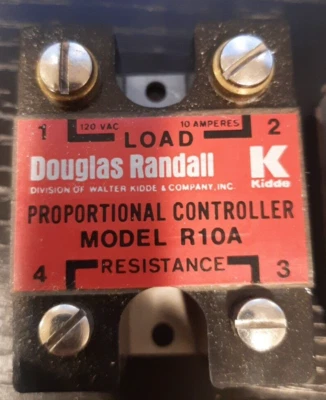 1 120 VAC 10 AMPERES 2
LOAD
Douglas Randall K
DIVISION OF WALTER KIDDE & COMPANY, INC. Kidde
PROPORTIONAL CONTROLLER
MODEL R10A
4 RESISTANCE 3